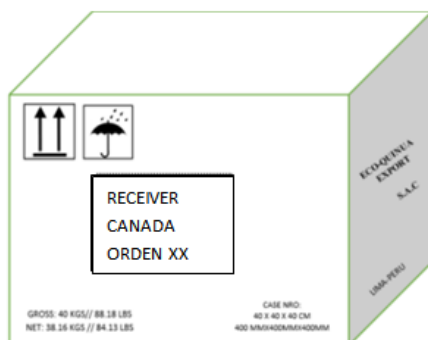 RECEIVER
CANADA
ORDEN XX
GROSS: 40 KGS// 88.18 LBS
NET: 38.16 KGS // 84.13 LBS
CASE NRO:
40 X 40 X 40 CM
400 MMX400MMX400MM
ECO-QUINUA
EXPORT
S.A.C
LIMA-PERU